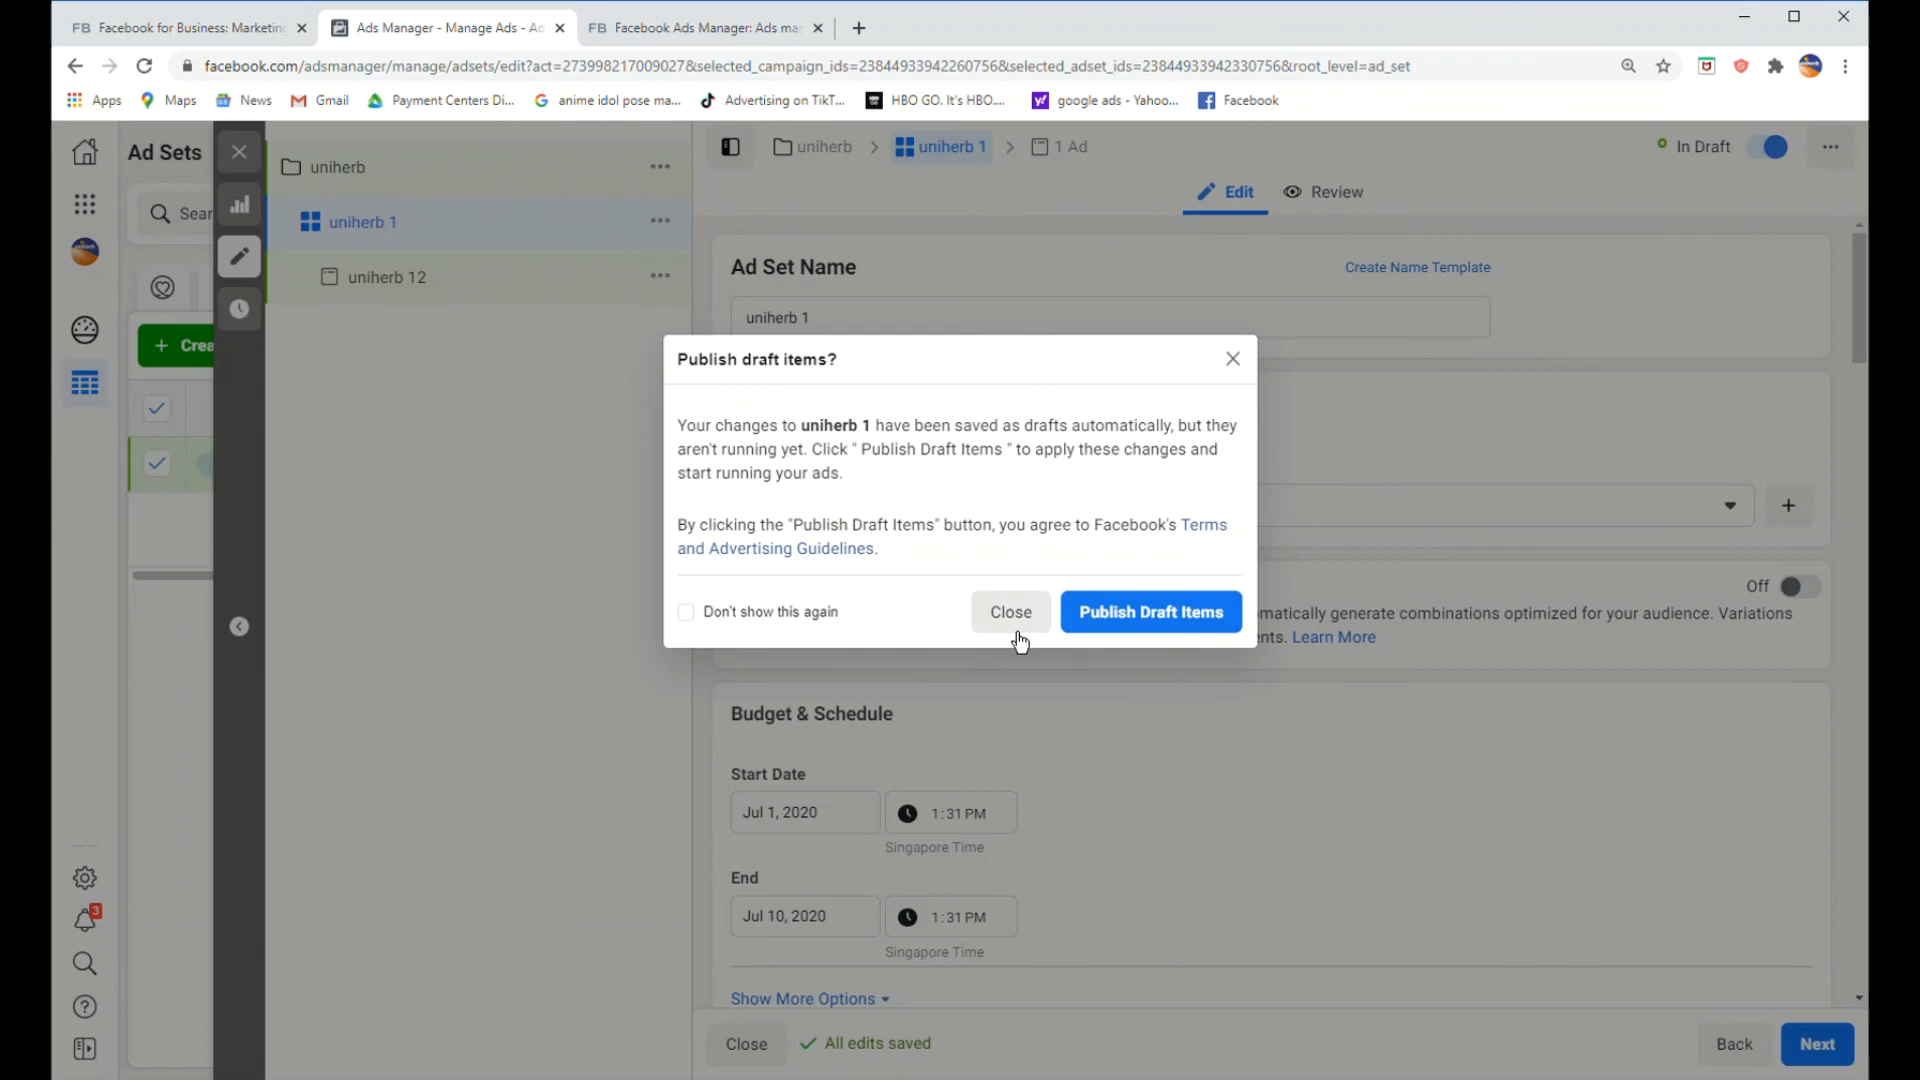 FB Facebook for Business: Marketing
Ads Manager - Manage Ads - Ad
FB Facebook Ads Manager: Ads mar
facebook.com/adsmanager/manage/adsets/edit?act=273998217009027&selected_campaign_ids=23844933942260756&selected_adset_ids=23844933942330756&root_level=ad_set
Apps
Maps
News
Gmail
Payment Centers Di...
anime idol pose ma...
Advertising on TikT...
HBO GO. It's HBO....
google ads - Yahoo...
Facebook
Ad Sets
Sear
+ Crea
uniherb
uniherb 1
uniherb 12
uniherb > uniherb 1 > 1 Ad
In Draft
Edit
Review
Ad Set Name
Create Name Template
uniherb 1
Publish draft items?
Your changes to uniherb 1 have been saved as drafts automatically, but they
aren't running yet. Click " Publish Draft Items " to apply these changes and
start running your ads.
By clicking the "Publish Draft Items" button, you agree to Facebook's Terms
and Advertising Guidelines.
Don't show this again
Close
Publish Draft Items
Off
matically generate combinations optimized for your audience. Variations
ents. Learn More
Budget & Schedule
Start Date
Jul 1, 2020
1:31 PM
Singapore Time
End
Jul 10, 2020
1:31 PM
Singapore Time
Show More Options
3
Close
All edits saved
Back
Next